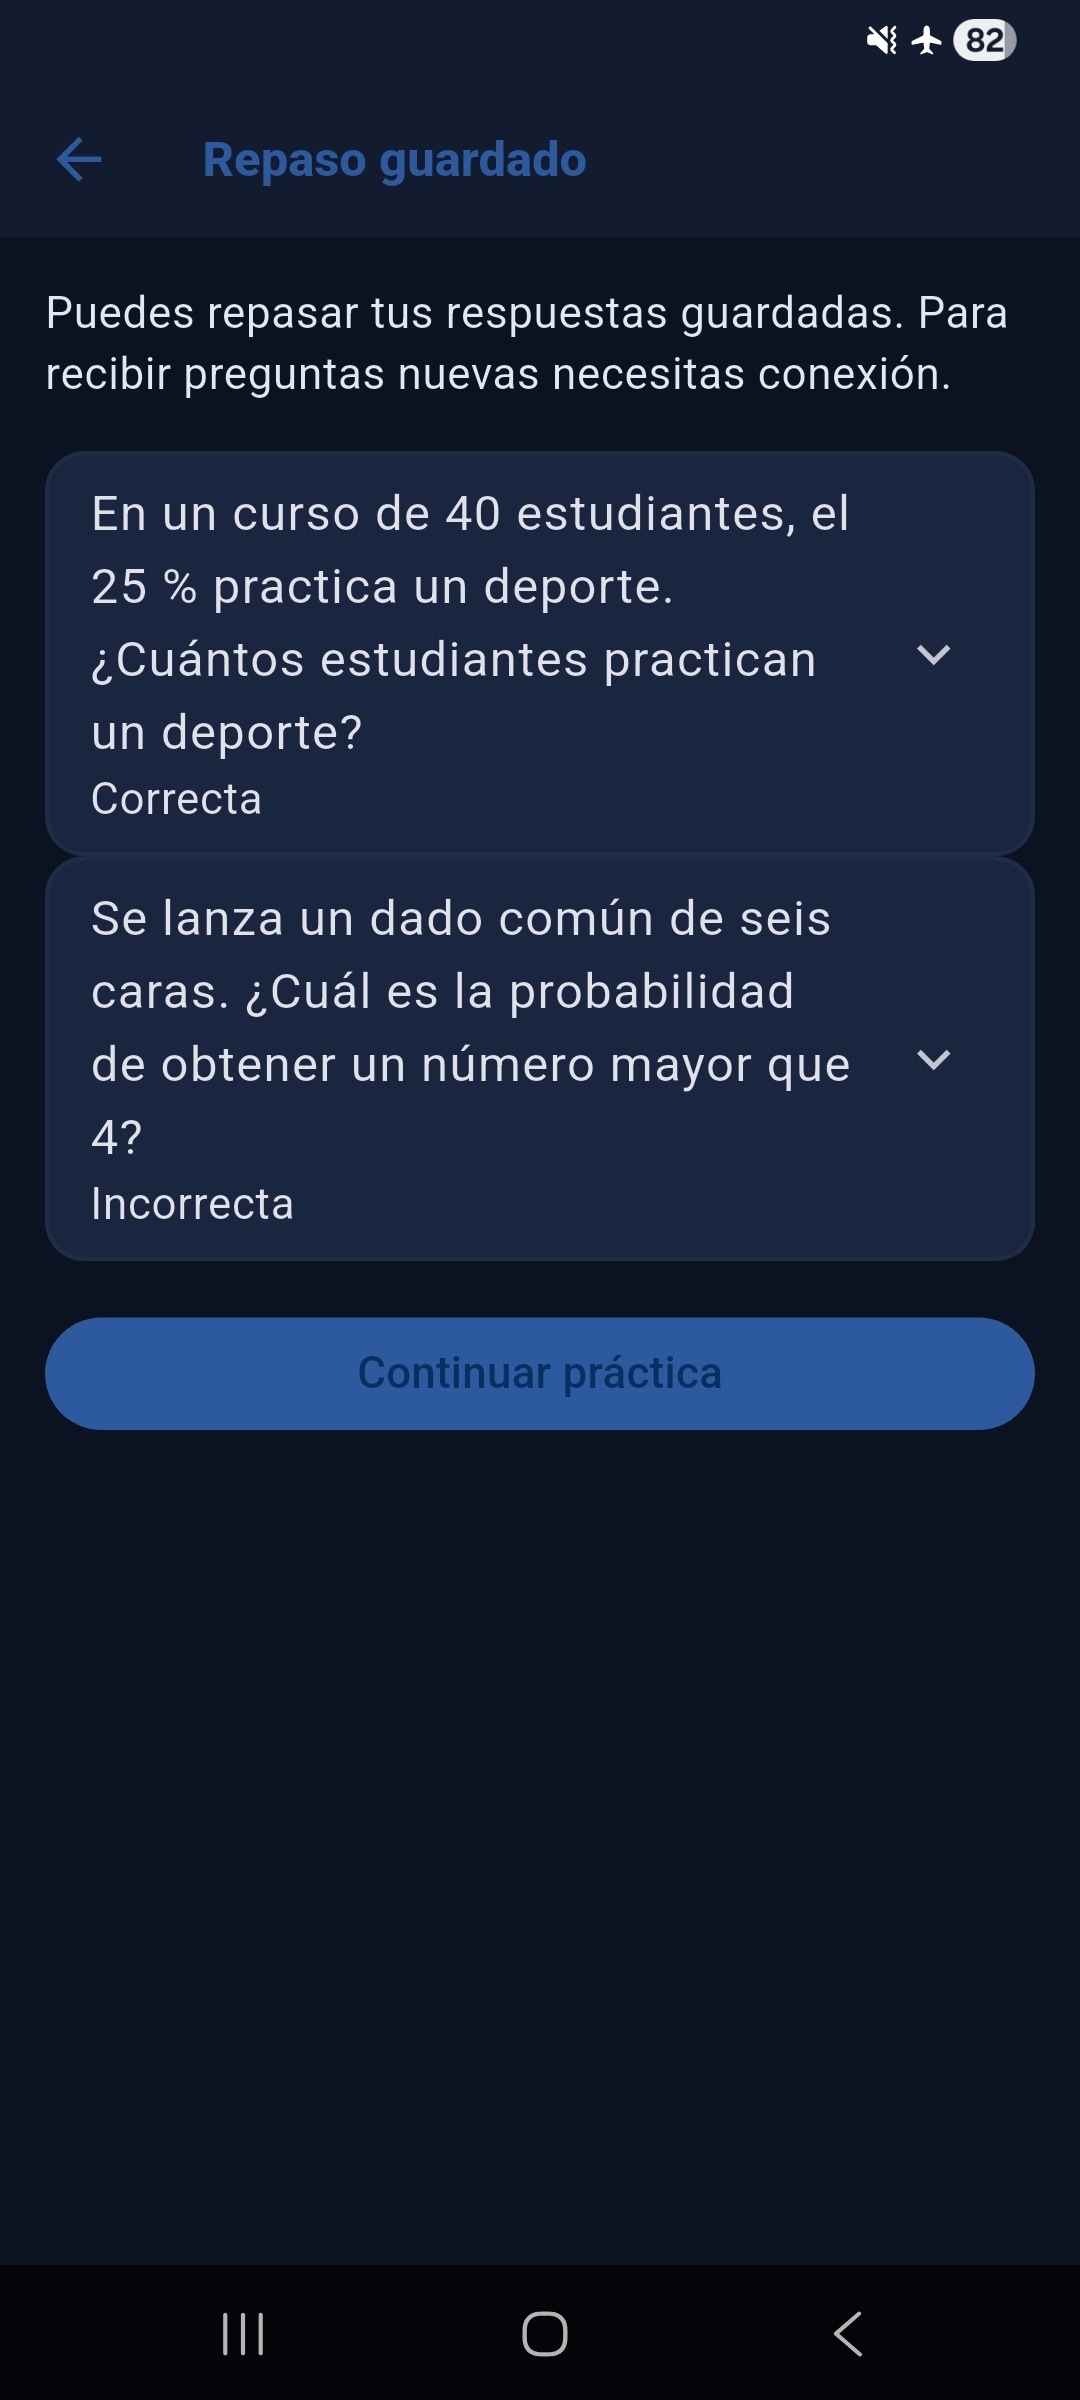 82
Repaso guardado
Puedes repasar tus respuestas guardadas. Para
recibir preguntas nuevas necesitas conexión.
En un curso de 40 estudiantes, el
25 % practica un deporte.
¿Cuántos estudiantes practican
un deporte?
Correcta
Se lanza un dado común de seis
caras. ¿Cuál es la probabilidad
de obtener un número mayor que
4?
Incorrecta
Continuar práctica